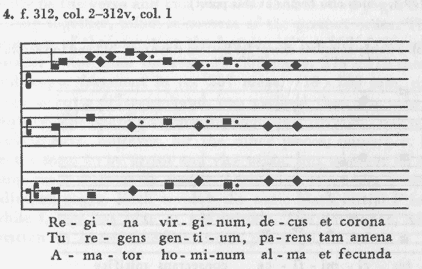 4. f. 312, col. 2–312v, col. 1
Re - gi - na vir - gi - num, de - cus et corona
Tu re - gens gen - ti - um, pa - rens tam amena
A - ma - tor ho - mi - num al - ma et fecunda